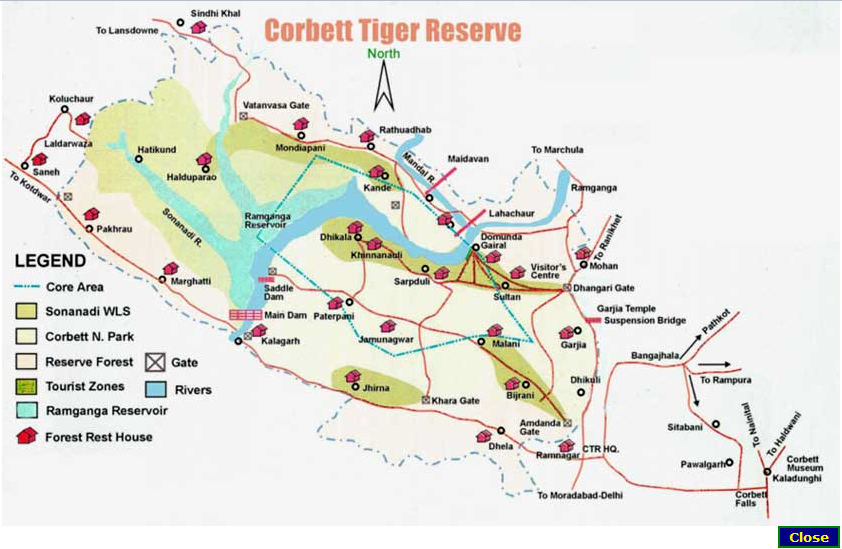 Corbett Tiger Reserve
North
Sindhi Khal
To Lansdowne
Koluchaur
Laldarwaza
Saneh
To Kotdwar
Vatanvasa Gate
Hatikund
Halduparao
Mondiapani
Rathuadhab
Mandal R.
Maidavan
To Marchula
Kande
Ramganga
Lahachaur
Sonanadi R.
Ramganga
Reservoir
Pakhrau
Dhikala
Khinnanauli
Domunda
Gairal
To Ranikhet
Mohan
Visitor's
Centre
Sarpduli
Sultan
Dhangari Gate
Marghatti
Saddle
Dam
Main Dam
Paterpani
Garjia Temple
Suspension Bridge
Kalagarh
Jamunagwar
Malani
Garjia
Bangajhala
Pathkot
To Rampura
Jhirna
Bijrani
Dhikuli
Khara Gate
Amdanda
Gate
Dhela
Ramnagar
CTR HQ.
To Moradabad-Delhi
Sitabani
To Nainital
To Haldwani
Pawalgarh
Corbett
Museum
Kaladunghi
Corbett
Falls
LEGEND
Core Area
Sonanadi WLS
Corbett N. Park
Reserve Forest
Gate
Tourist Zones
Rivers
Ramganga Reservoir
Forest Rest House
Close